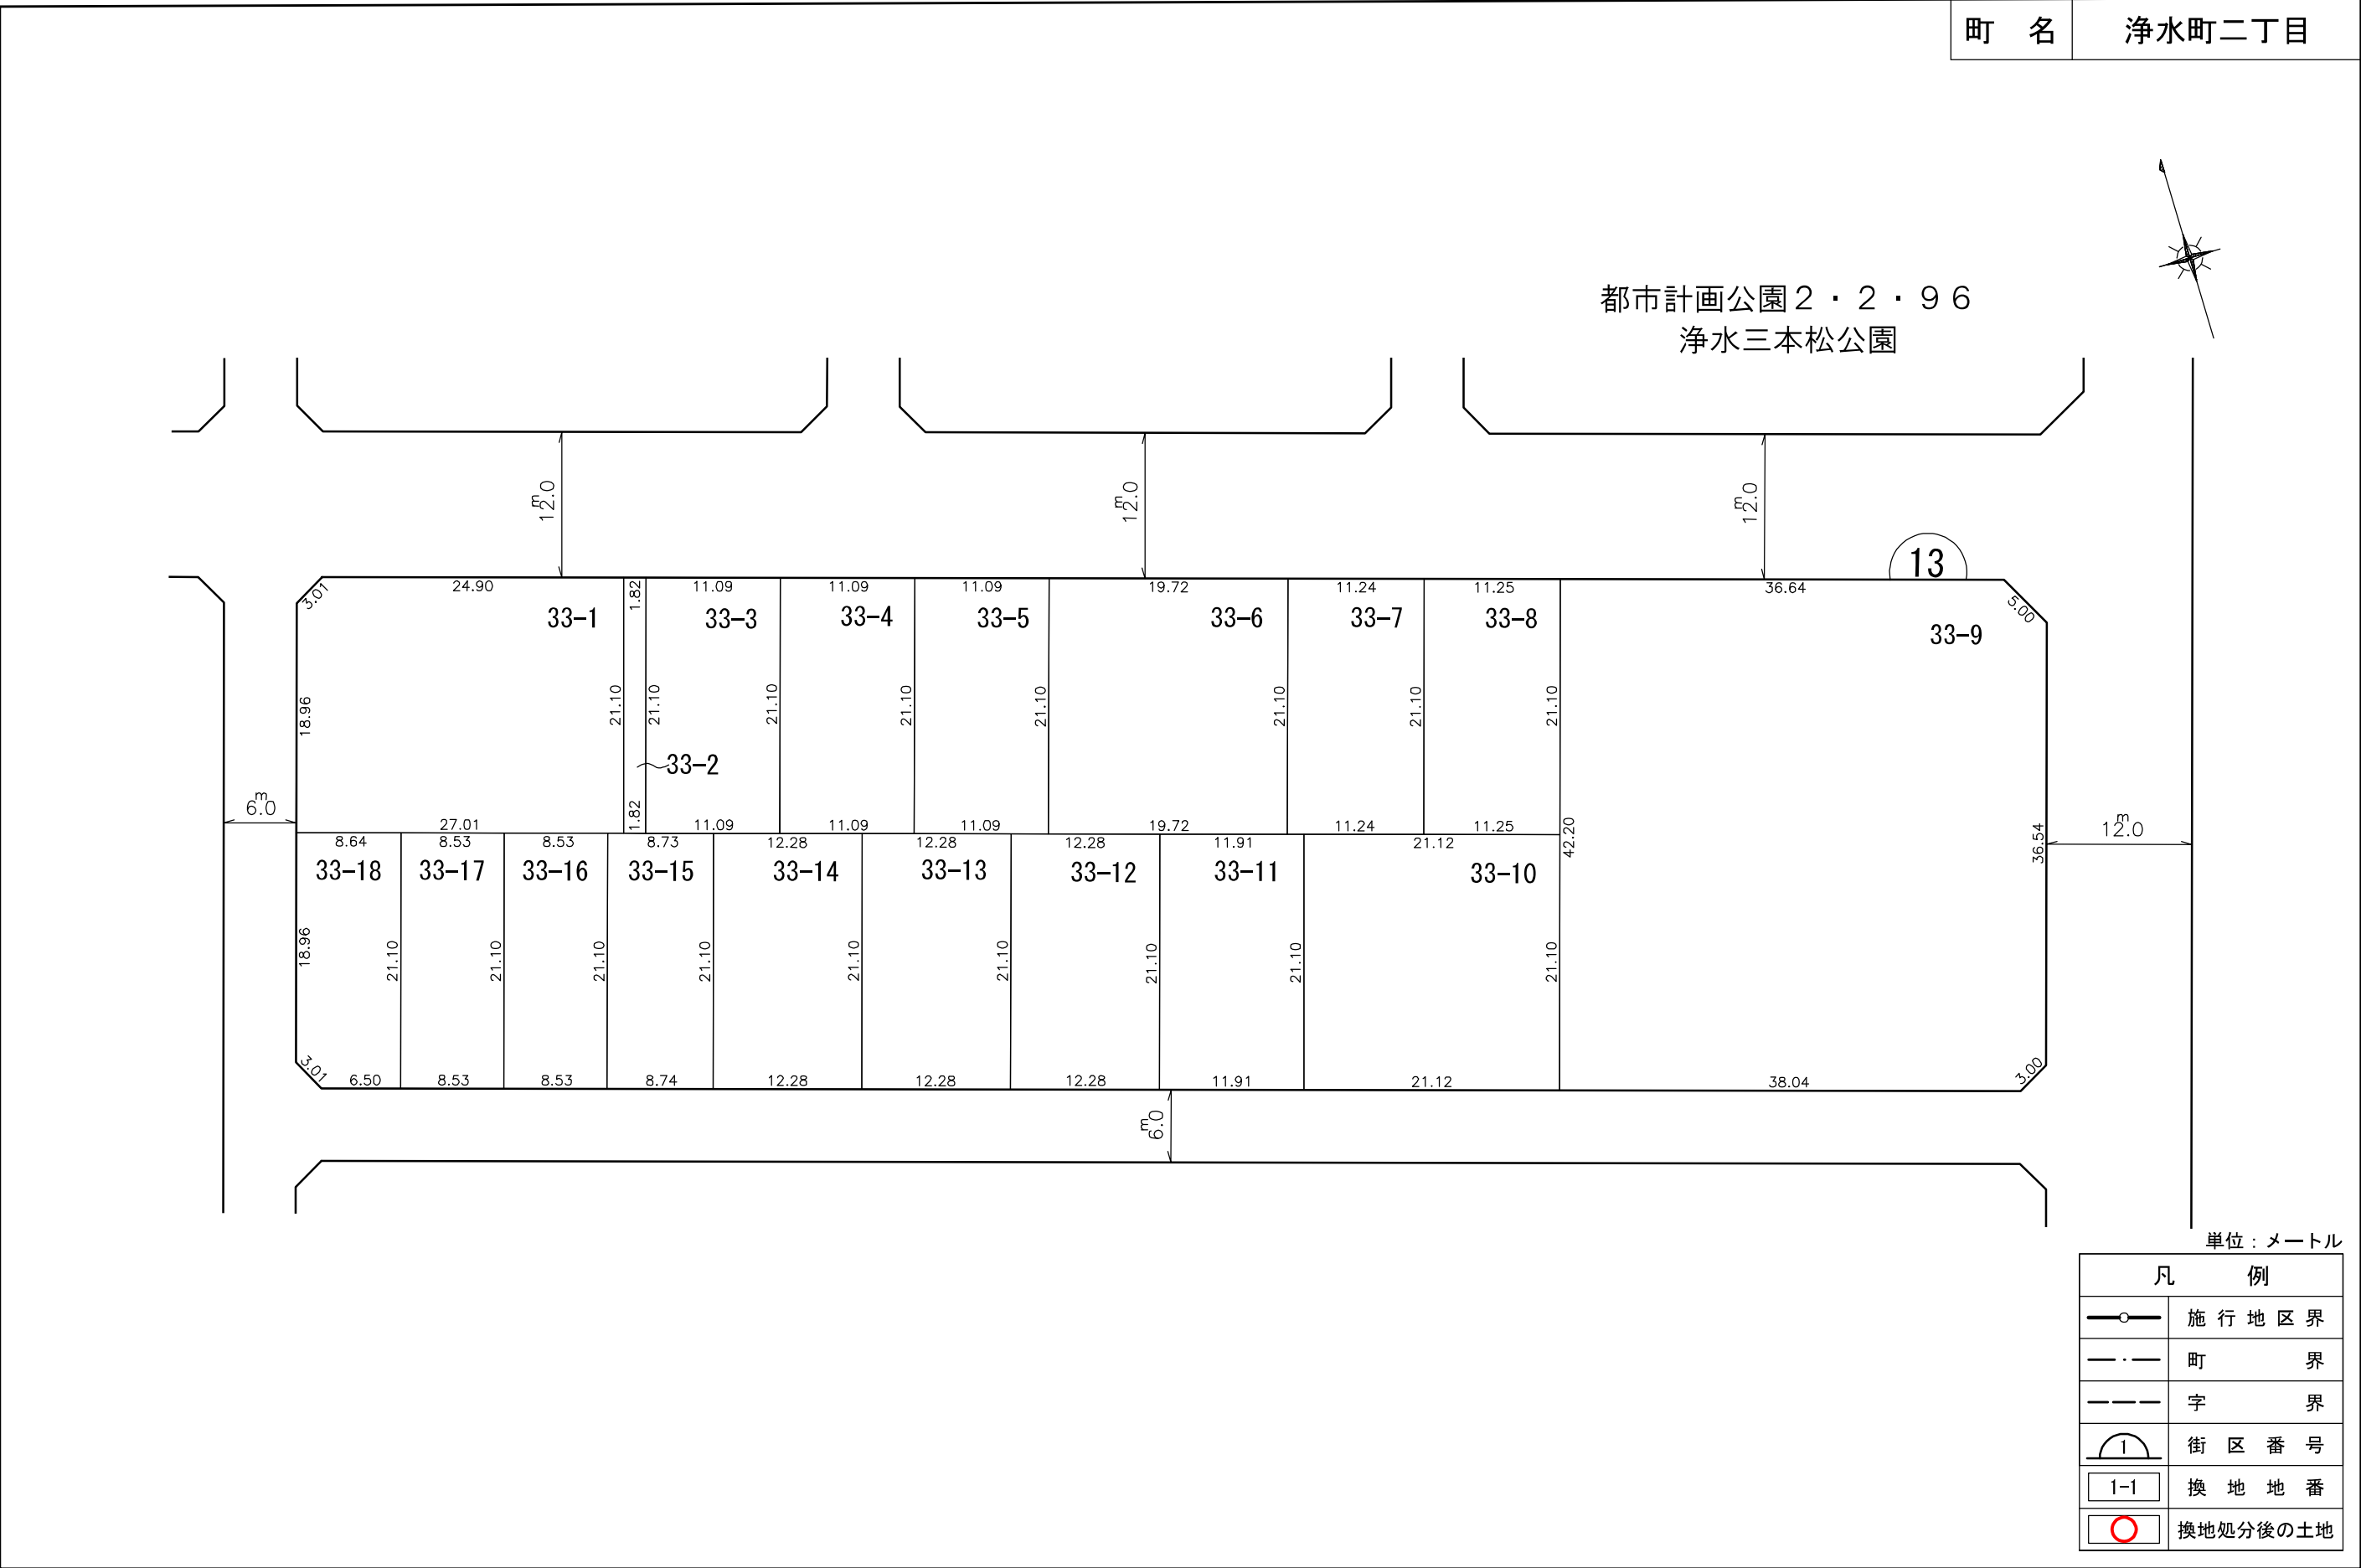 町 名 浄水町二丁目
都市計画公園２・２・９６
浄水三本松公園
12.0 m
12.0 m
12.0 m
13
3.01 24.90 1.82 11.09 11.09 11.09 19.72 11.24 11.25 36.64 5.00
33-1 33-3 33-4 33-5 33-6 33-7 33-8 33-9
18.96 21.10 21.10 21.10 21.10 21.10 21.10 21.10 21.10
33-2
6.0 m
27.01 1.82 11.09 11.09 11.09 19.72 11.24 11.25
42.20 36.54
12.0 m
8.64 8.53 8.53 8.73 12.28 12.28 12.28 11.91 21.12
33-18 33-17 33-16 33-15 33-14 33-13 33-12 33-11 33-10
18.96 21.10 21.10 21.10 21.10 21.10 21.10 21.10 21.10 21.10
3.01 6.50 8.53 8.53 8.74 12.28 12.28 12.28 11.91 21.12 38.04 3.00
6.0 m
単位：メートル
凡 例
施行地区界
町 界
字 界
1 街区番号
1-1 換地地番
換地処分後の土地